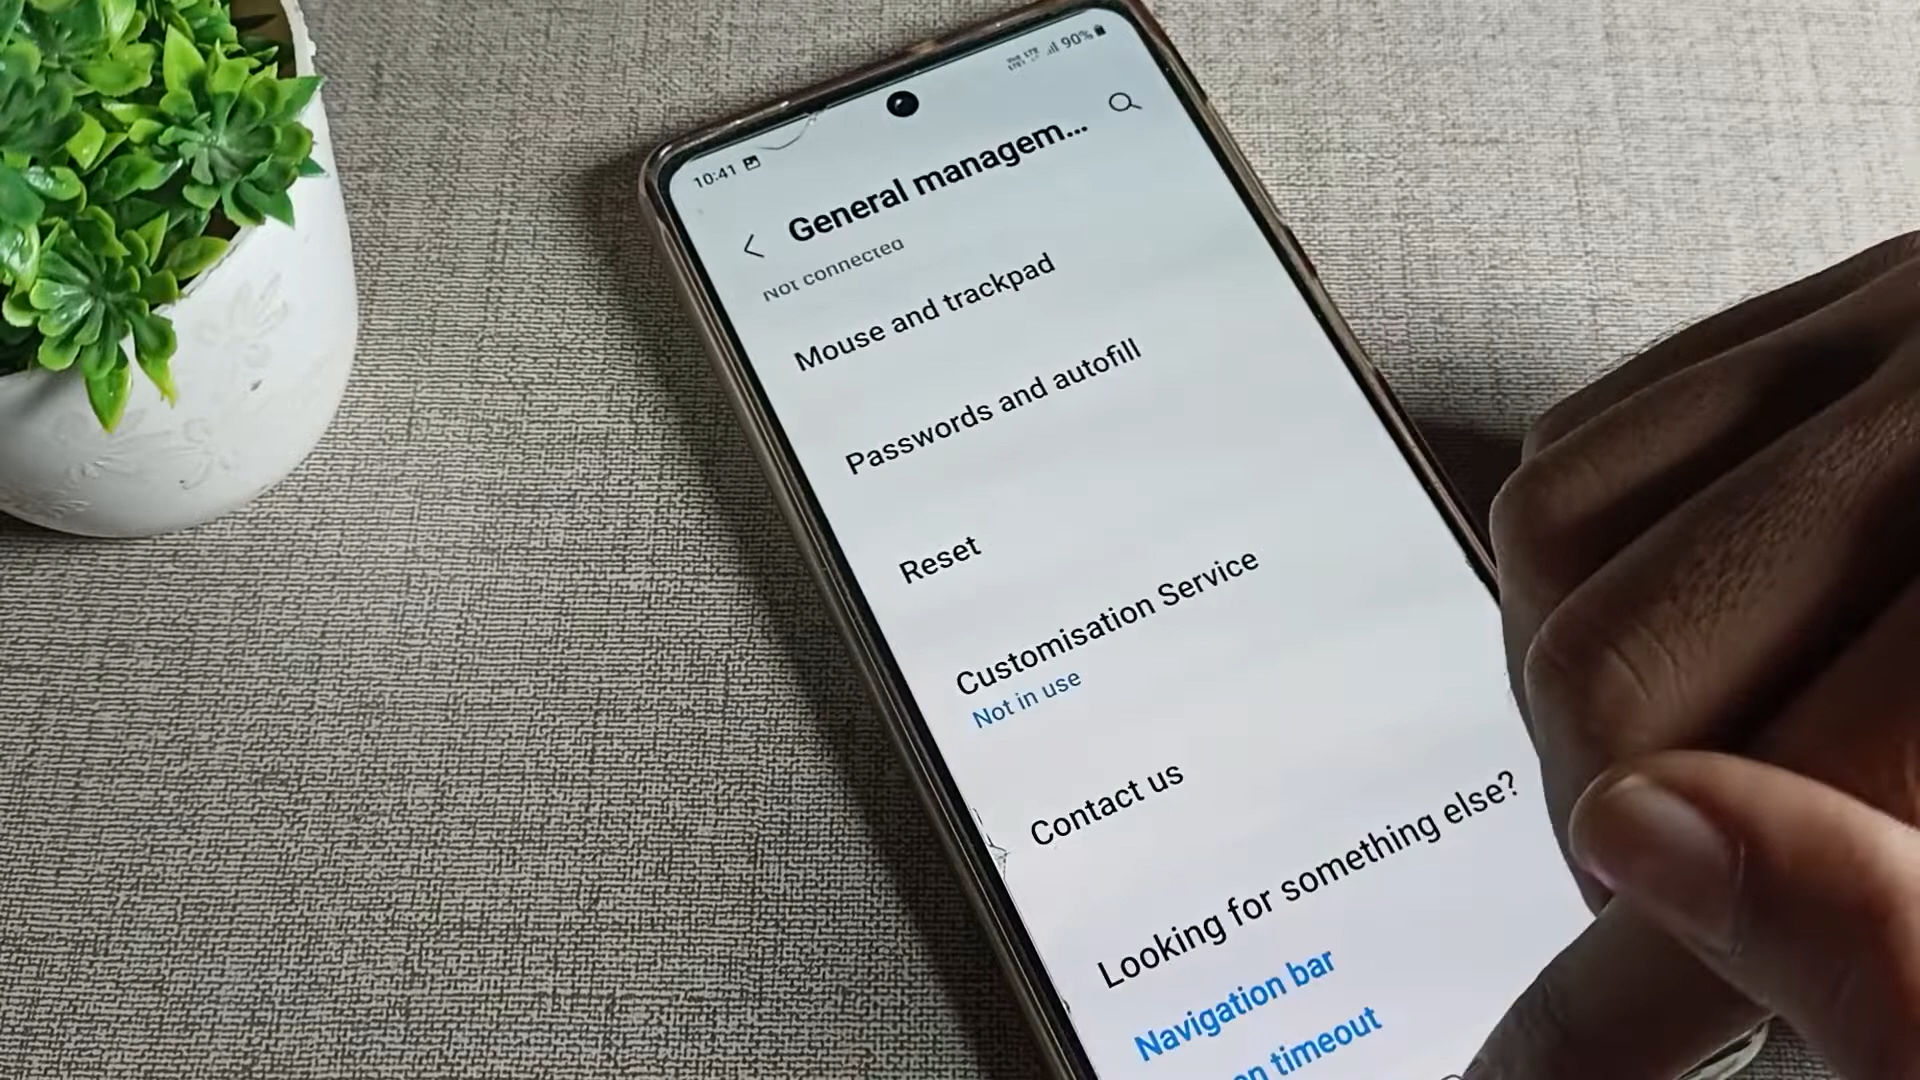 10:41
90%
General managem...
Not connected
Mouse and trackpad
Passwords and autofill
Reset
Customisation Service
Not in use
Contact us
Looking for something else?
Navigation bar
timeout